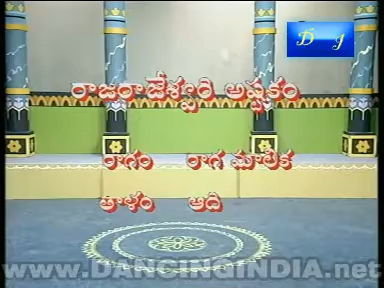 D J
రాజరాజేశ్వరి అష్టకం
రాగం రాగ మాలిక
తాళం ఆది
www.DANCINGINDIA.net